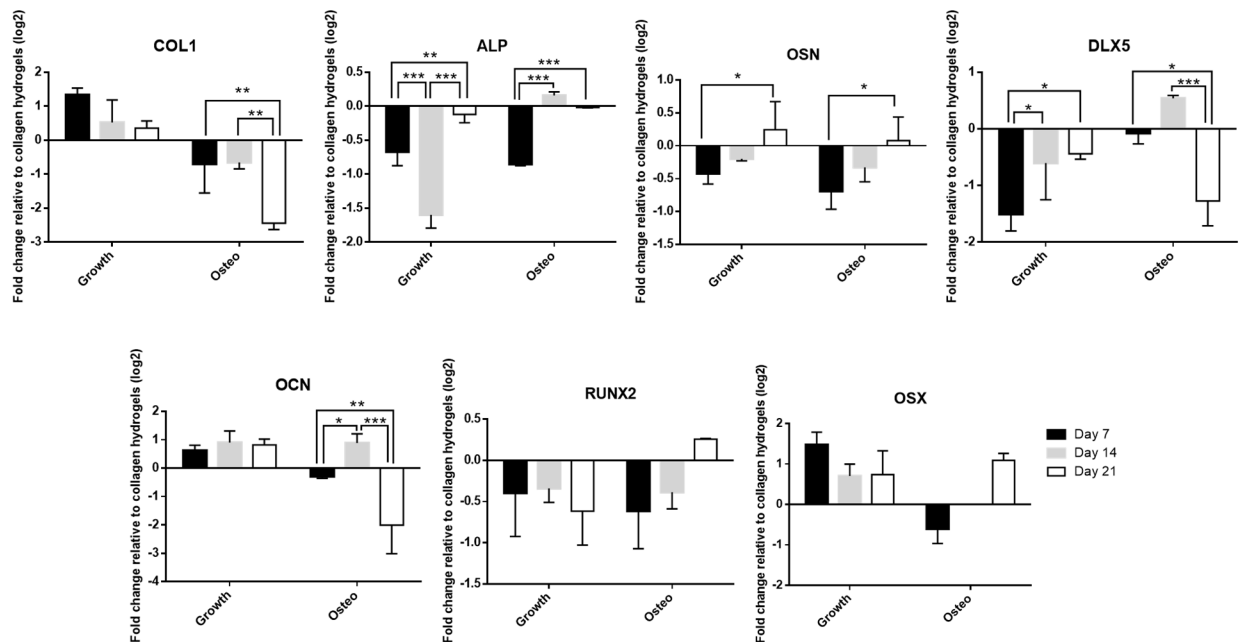 COL1
Fold change relative to collagen hydrogels (log2)
2
1
0
-1
-2
-3
Growth
Osteo
**
**
ALP
Fold change relative to collagen hydrogels (log2)
0.5
0.0
-0.5
-1.0
-1.5
-2.0
Growth
Osteo
**
***
***
***
***
OSN
Fold change relative to collagen hydrogels (log2)
1.0
0.5
0.0
-0.5
-1.0
-1.5
Growth
Osteo
*
*
DLX5
Fold change relative to collagen hydrogels (log2)
1
0
-1
-2
Growth
Osteo
*
*
*
***
OCN
Fold change relative to collagen hydrogels (log2)
2
1
0
-1
-2
-3
-4
Growth
Osteo
**
*
***
RUNX2
Fold change relative to collagen hydrogels (log2)
0.5
0.0
-0.5
-1.0
-1.5
Growth
Osteo
OSX
Fold change relative to collagen hydrogels (log2)
2
1
0
-1
-2
Growth
Osteo
Day 7
Day 14
Day 21